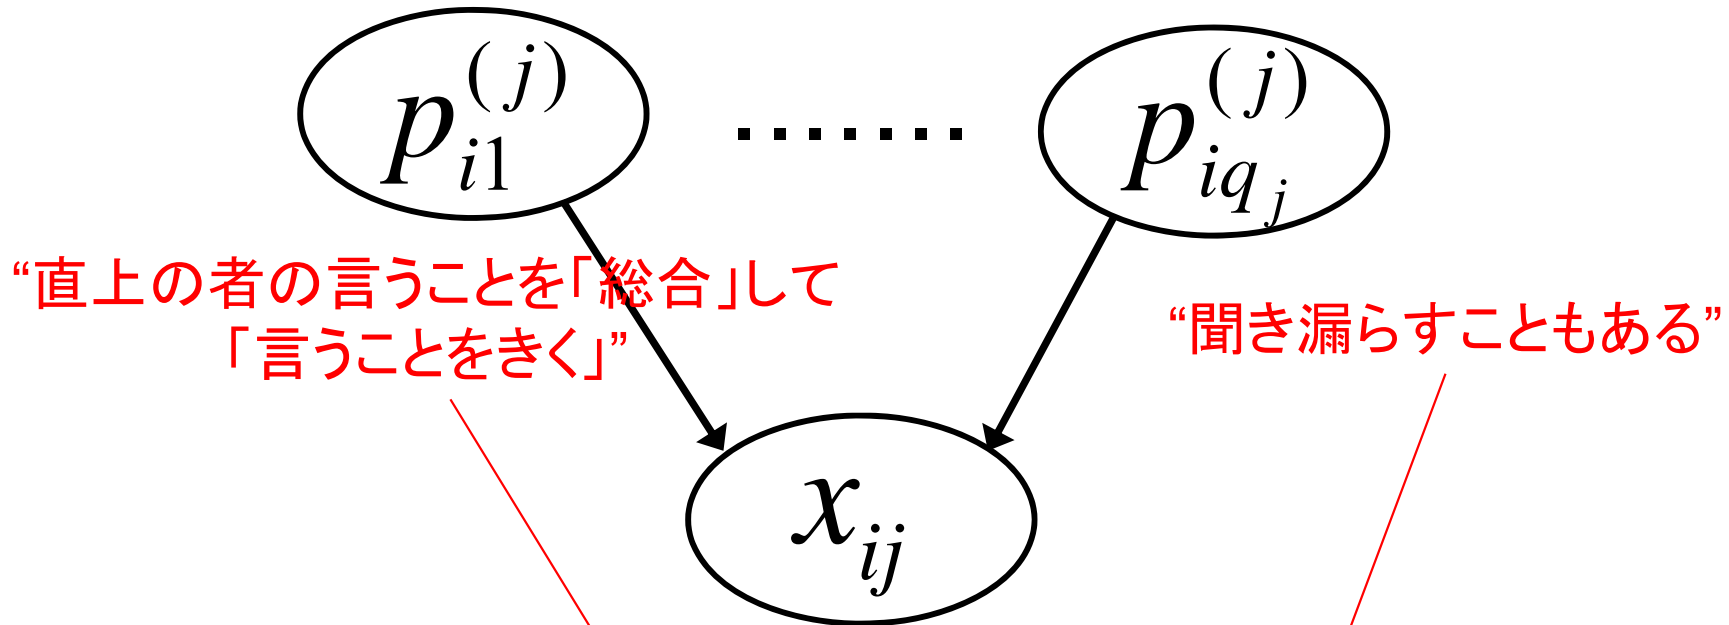 p_{i1}^{(j)} ....... p_{iq_j}^{(j)}
“直上の者の言うことを「総合」して
「言うことをきく」”
“聞き漏らすこともある”
x_{ij}